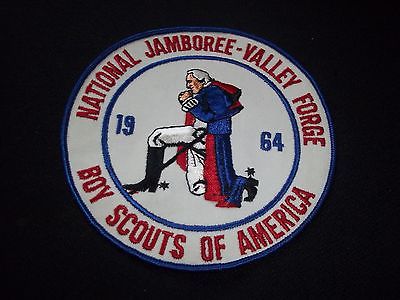 NATIONAL JAMBOREE-VALLEY FORGE
19 64
BOY SCOUTS OF AMERICA